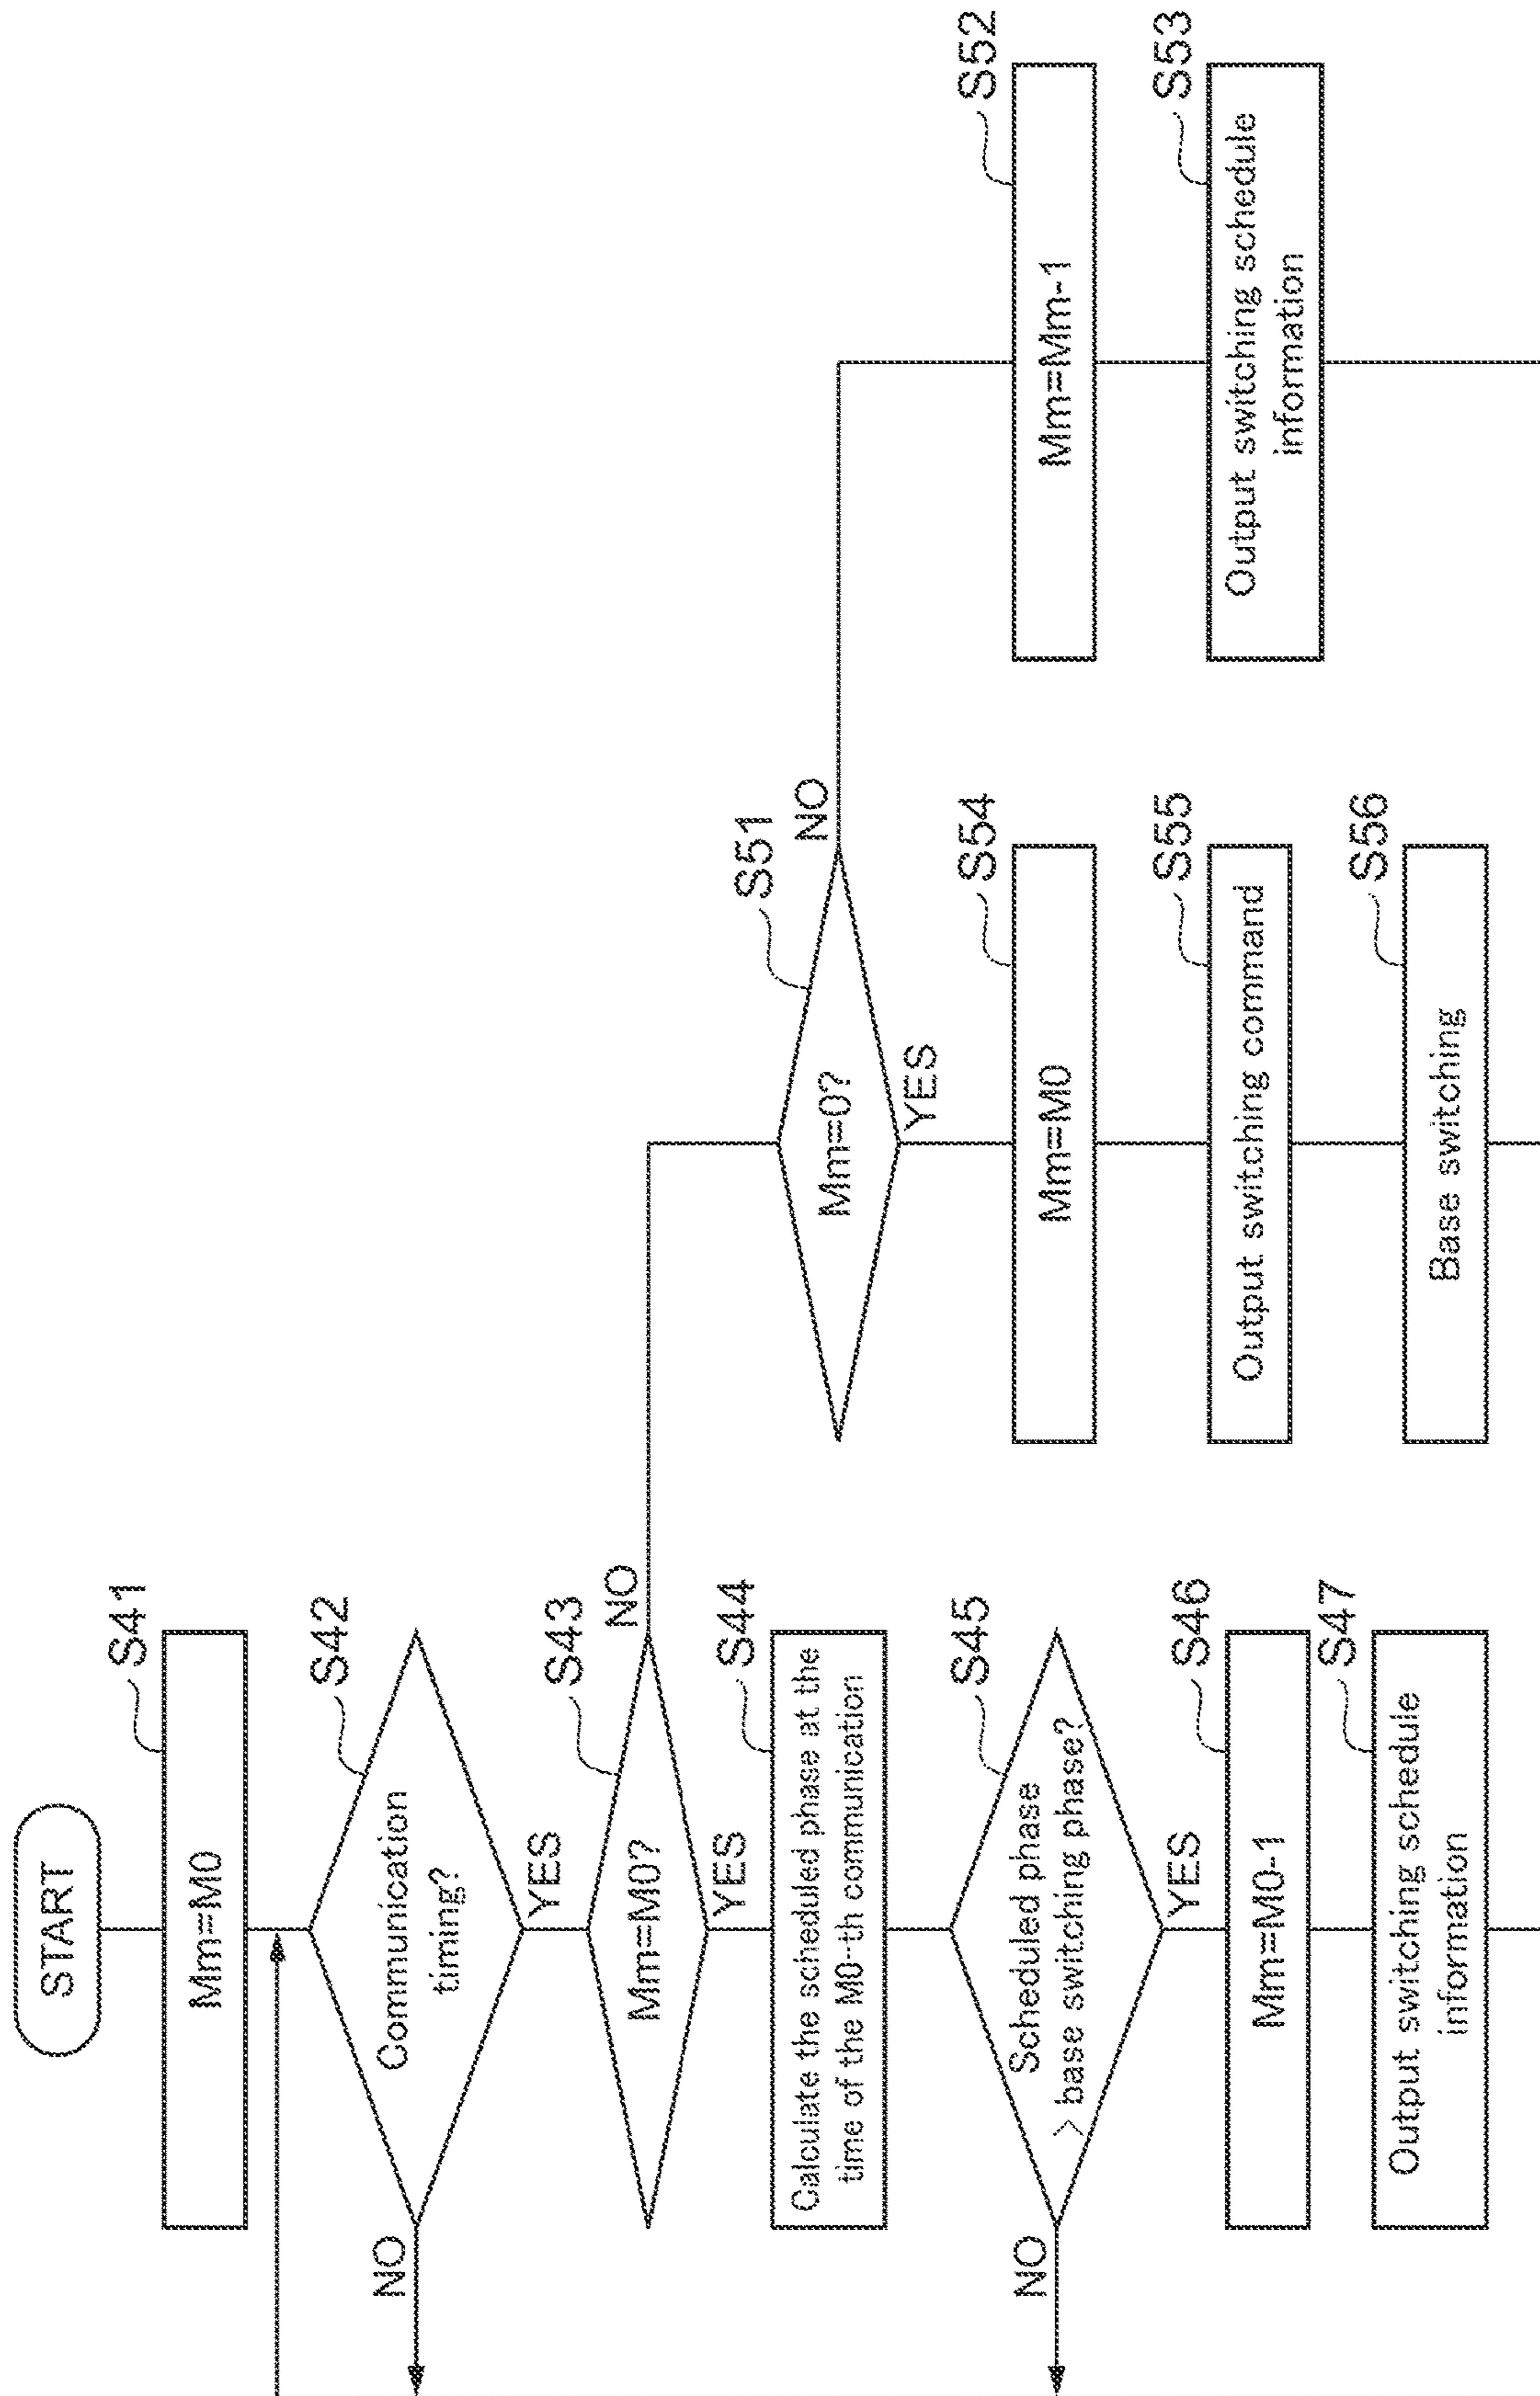 START
S41
Mm=M0
S42
Communication
timing?
NO
YES
S43
Mm=M0?
NO
YES
S44
Calculate the scheduled phase at the
time of the M0-th communication
S45
Scheduled phase
> base switching phase?
NO
YES
S46
Mm=M0-1
S47
Output switching schedule
information
S51
Mm=0?
NO
YES
S54
Mm=M0
S55
Output switching command
S56
Base switching
S52
Mm=Mm-1
S53
Output switching schedule
information